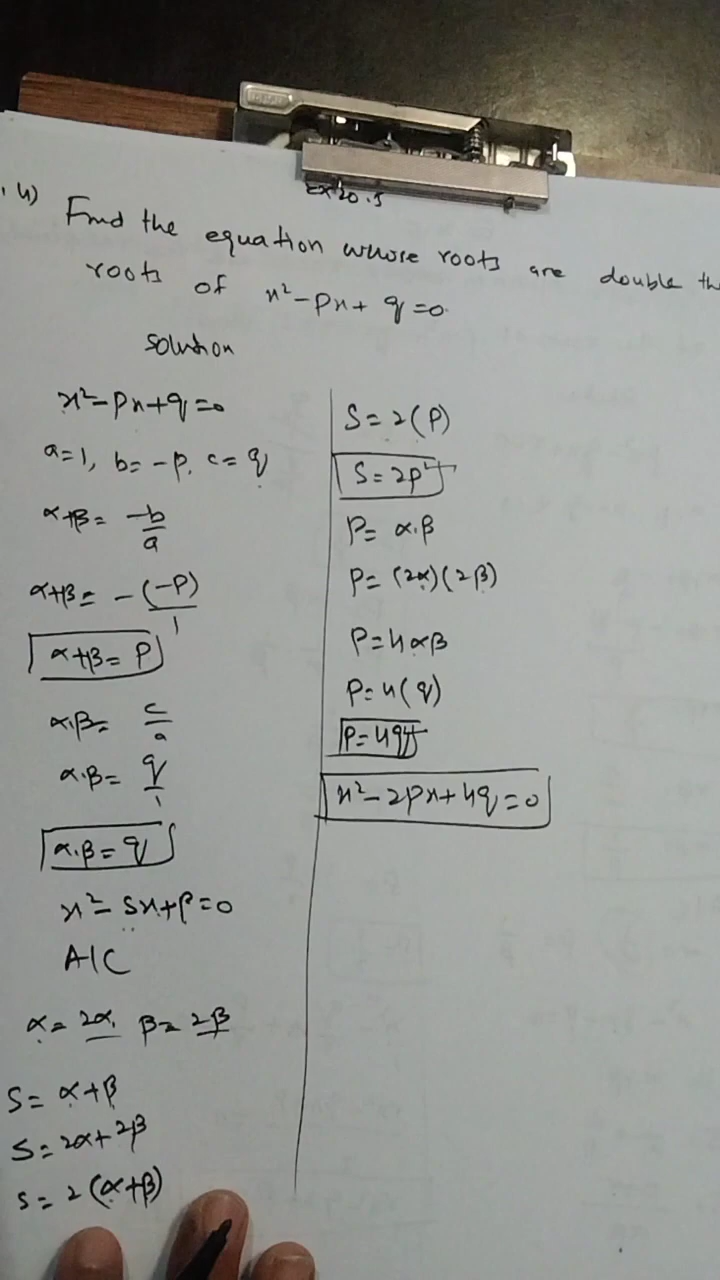 Ex 20.5
4) Find the equation whose roots are double the
roots of x²-px+ q=0.
solution
x²-px+q=0
a=1, b=-p, c=q
α+β= -b/a
α+β= -(-p)/1
α+β= p
α.β= c/a
α.β= q/1
α.β=q
x²-Sx+P=0
A/C
α=2α, β=2β
S= α+β
S=2α+2β
S=2(α+β)
S=2(p)
S=2p
P= α.β
P=(2α)(2β)
P=4αβ
P=4(q)
P=4q
x²-2px+4q=0